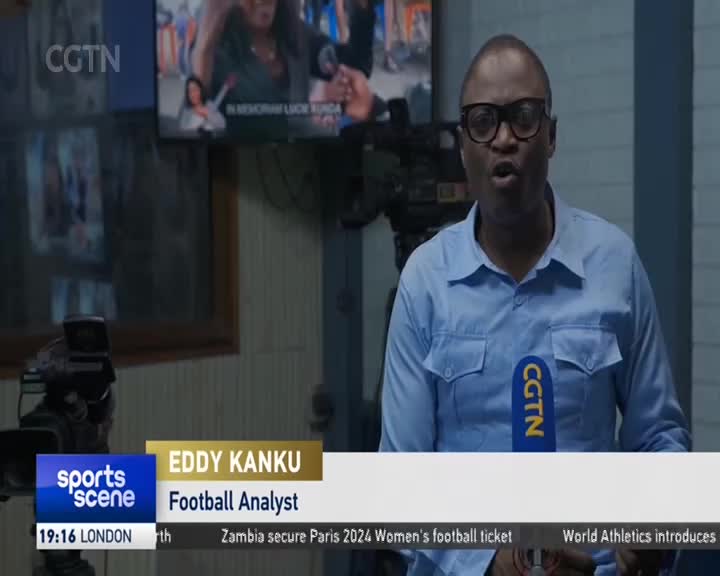 CGTN
IN MEMORIAM LUCIE KUNDA
CGTN
EDDY KANKU
sports scene
Football Analyst
19:16 LONDON
rth
Zambia secure Paris 2024 Women's football ticket
World Athletics introduces